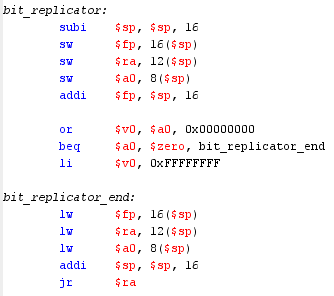 bit_replicator:
subi $sp, $sp, 16
sw $fp, 16($sp)
sw $ra, 12($sp)
sw $a0, 8($sp)
addi $fp, $sp, 16
or $v0, $a0, 0x00000000
beq $a0, $zero, bit_replicator_end
li $v0, 0xFFFFFFFF
bit_replicator_end:
lw $fp, 16($sp)
lw $ra, 12($sp)
lw $a0, 8($sp)
addi $sp, $sp, 16
jr $ra